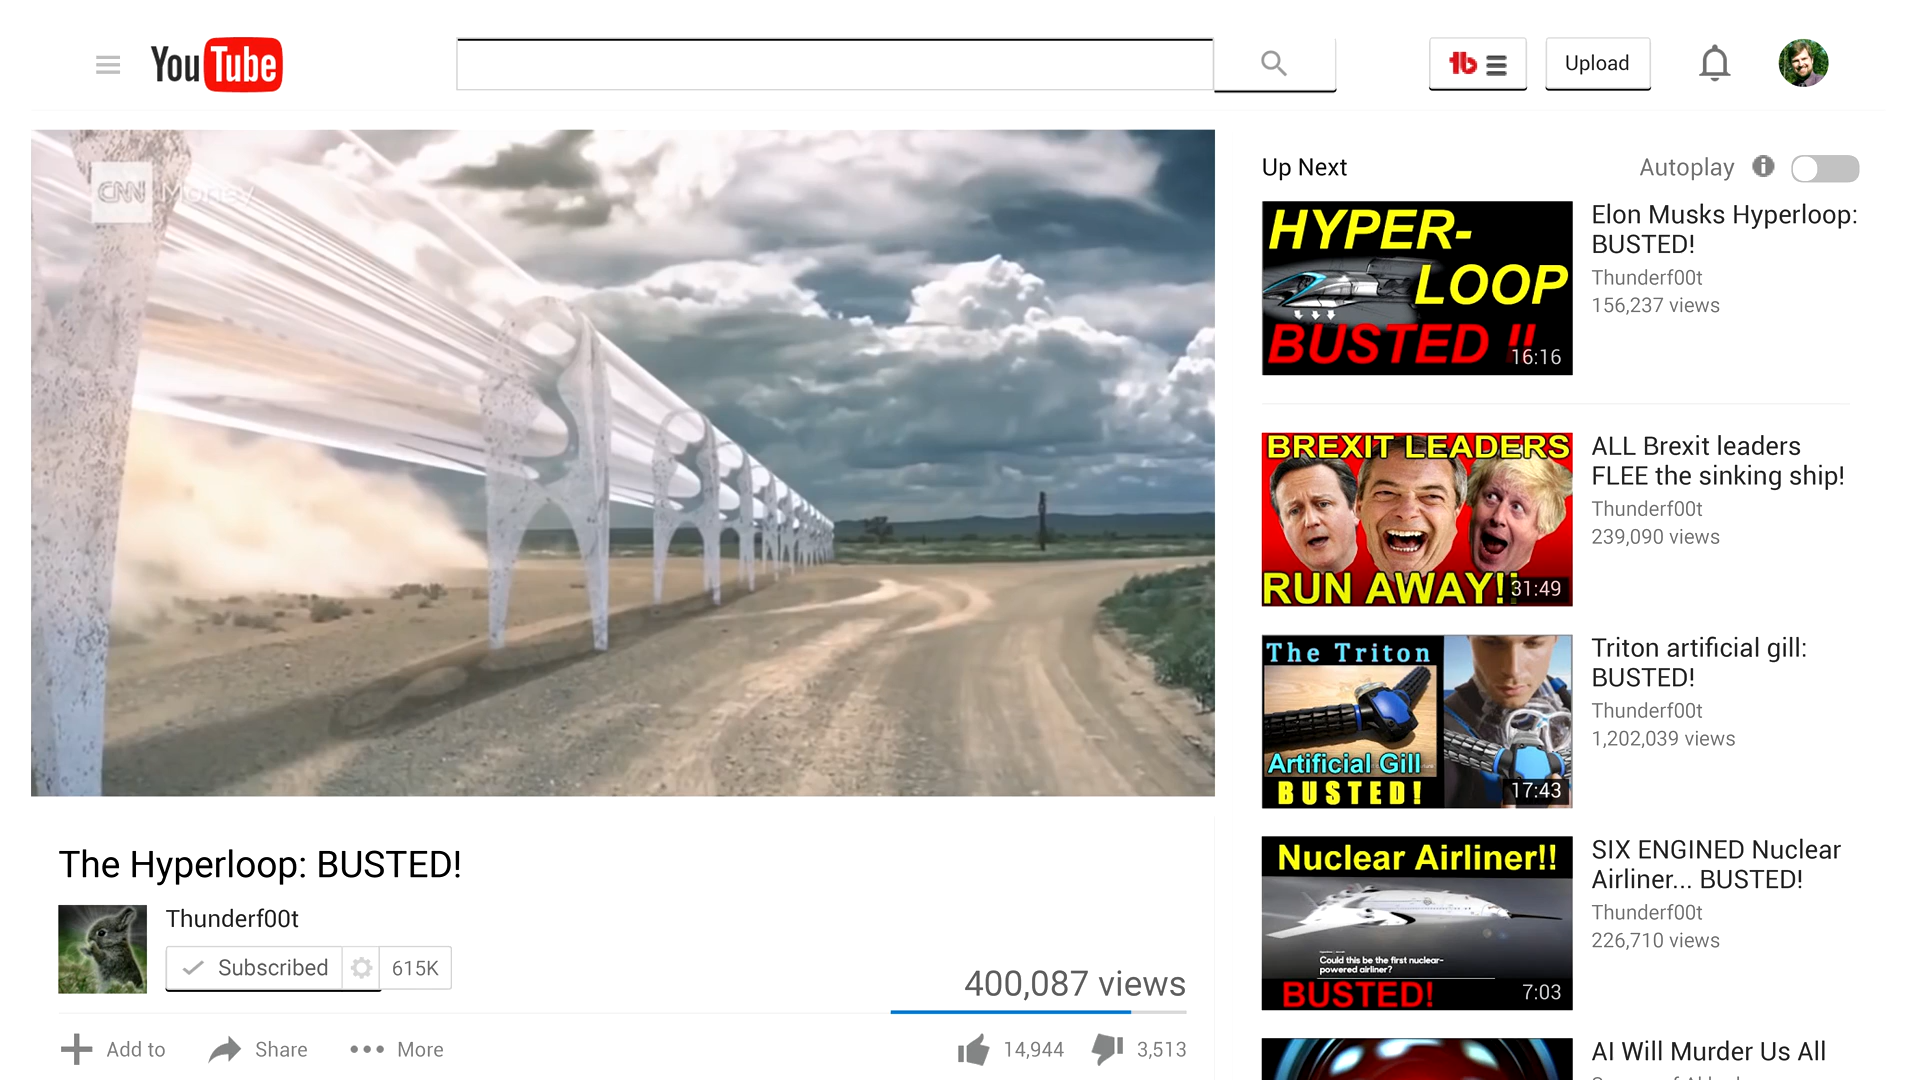 YouTube
Upload
CNN Money
Up Next
Autoplay
HYPER-
LOOP
BUSTED !!
16:16
Elon Musks Hyperloop:
BUSTED!
Thunderf00t
156,237 views
BREXIT LEADERS
RUN AWAY!!
31:49
ALL Brexit leaders
FLEE the sinking ship!
Thunderf00t
239,090 views
The Triton
Artificial Gill
BUSTED!
17:43
Triton artificial gill:
BUSTED!
Thunderf00t
1,202,039 views
Nuclear Airliner!!
Could this be the first nuclear-
powered airliner?
BUSTED!
7:03
SIX ENGINED Nuclear
Airliner... BUSTED!
Thunderf00t
226,710 views
AI Will Murder Us All
The Hyperloop: BUSTED!
Thunderf00t
Subscribed
615K
400,087 views
Add to
Share
More
14,944
3,513